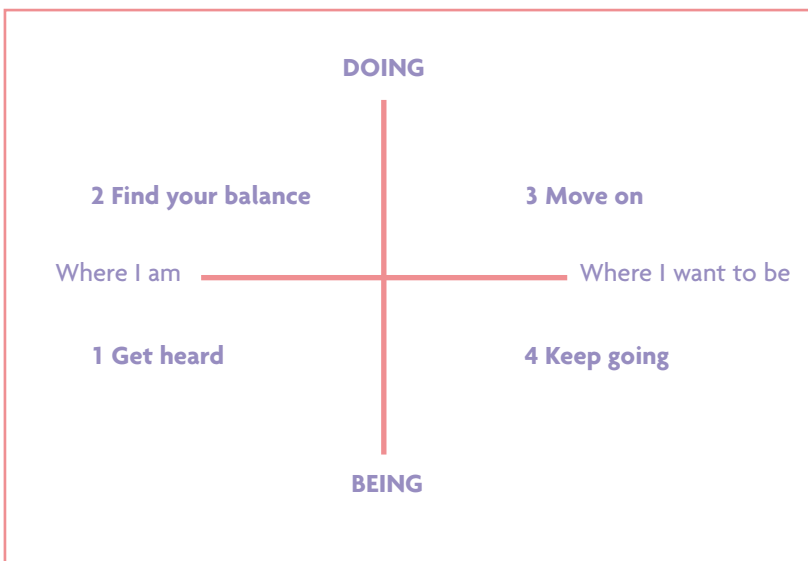 DOING
2 Find your balance
3 Move on
Where I am
Where I want to be
1 Get heard
4 Keep going
BEING